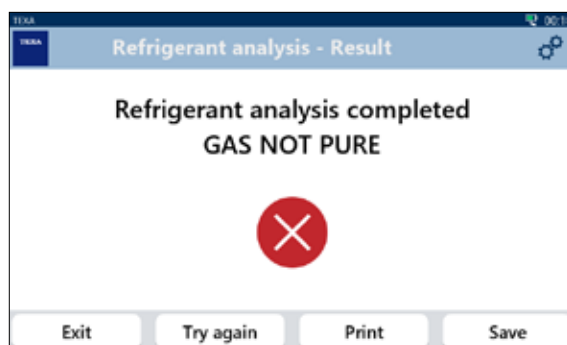 TEXA
TEXA
Refrigerant analysis - Result
Refrigerant analysis completed
GAS NOT PURE
Exit
Try again
Print
Save